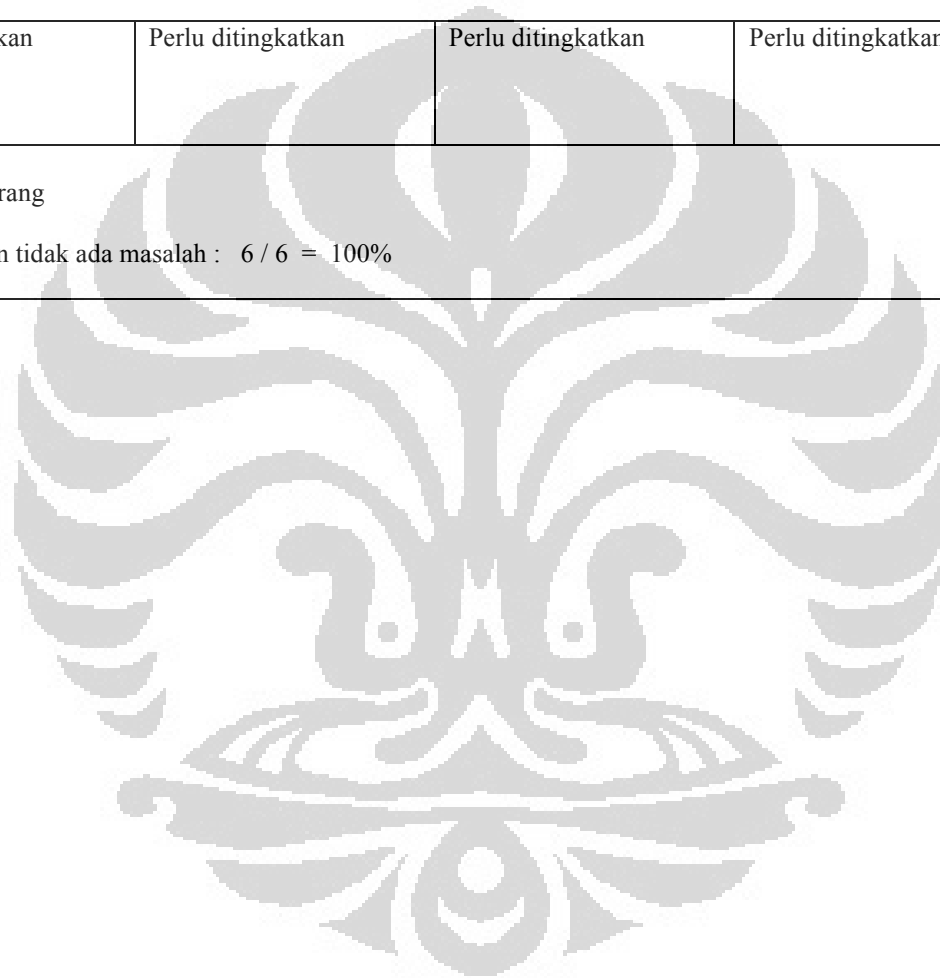 kan Perlu ditingkatkan Perlu ditingkatkan Perlu ditingkatkan
rang
n tidak ada masalah : 6 / 6 = 100%